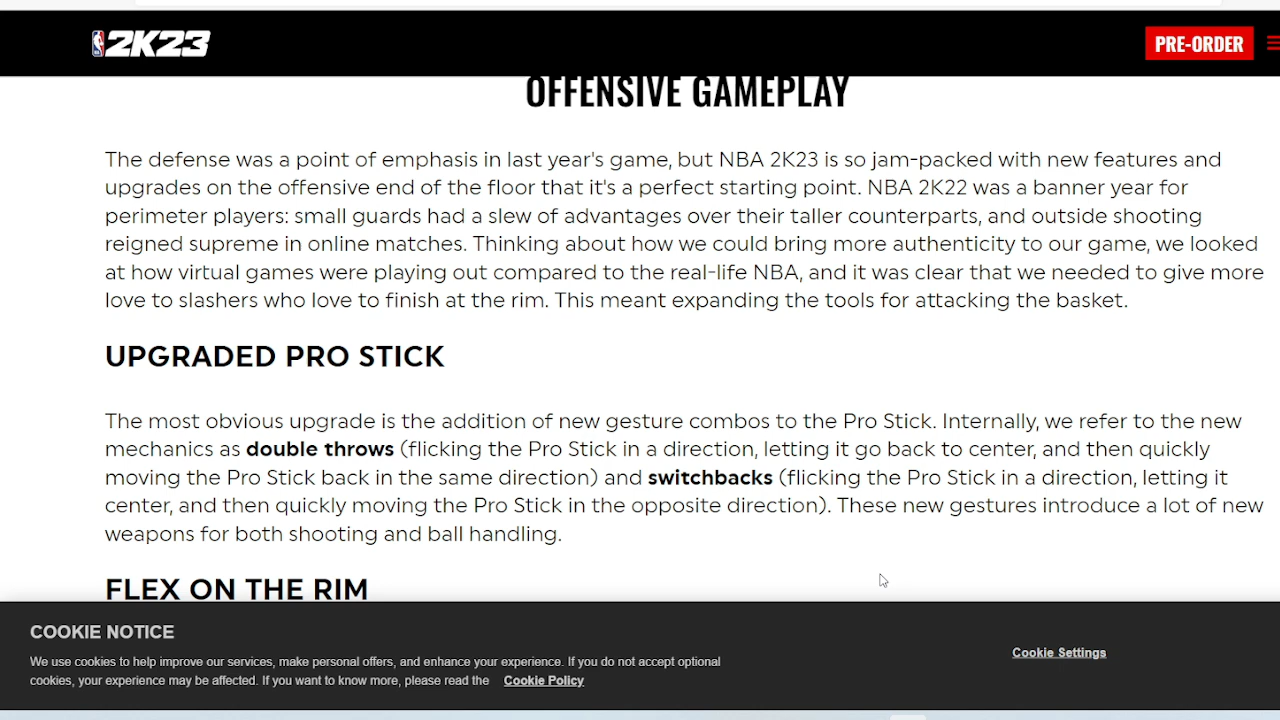 2K23
PRE-ORDER
OFFENSIVE GAMEPLAY
The defense was a point of emphasis in last year's game, but NBA 2K23 is so jam-packed with new features and
upgrades on the offensive end of the floor that it's a perfect starting point. NBA 2K22 was a banner year for
perimeter players: small guards had a slew of advantages over their taller counterparts, and outside shooting
reigned supreme in online matches. Thinking about how we could bring more authenticity to our game, we looked
at how virtual games were playing out compared to the real-life NBA, and it was clear that we needed to give more
love to slashers who love to finish at the rim. This meant expanding the tools for attacking the basket.
UPGRADED PRO STICK
The most obvious upgrade is the addition of new gesture combos to the Pro Stick. Internally, we refer to the new
mechanics as double throws (flicking the Pro Stick in a direction, letting it go back to center, and then quickly
moving the Pro Stick back in the same direction) and switchbacks (flicking the Pro Stick in a direction, letting it
center, and then quickly moving the Pro Stick in the opposite direction). These new gestures introduce a lot of new
weapons for both shooting and ball handling.
FLEX ON THE RIM
COOKIE NOTICE
We use cookies to help improve our services, make personal offers, and enhance your experience. If you do not accept optional
cookies, your experience may be affected. If you want to know more, please read the Cookie Policy
Cookie Settings